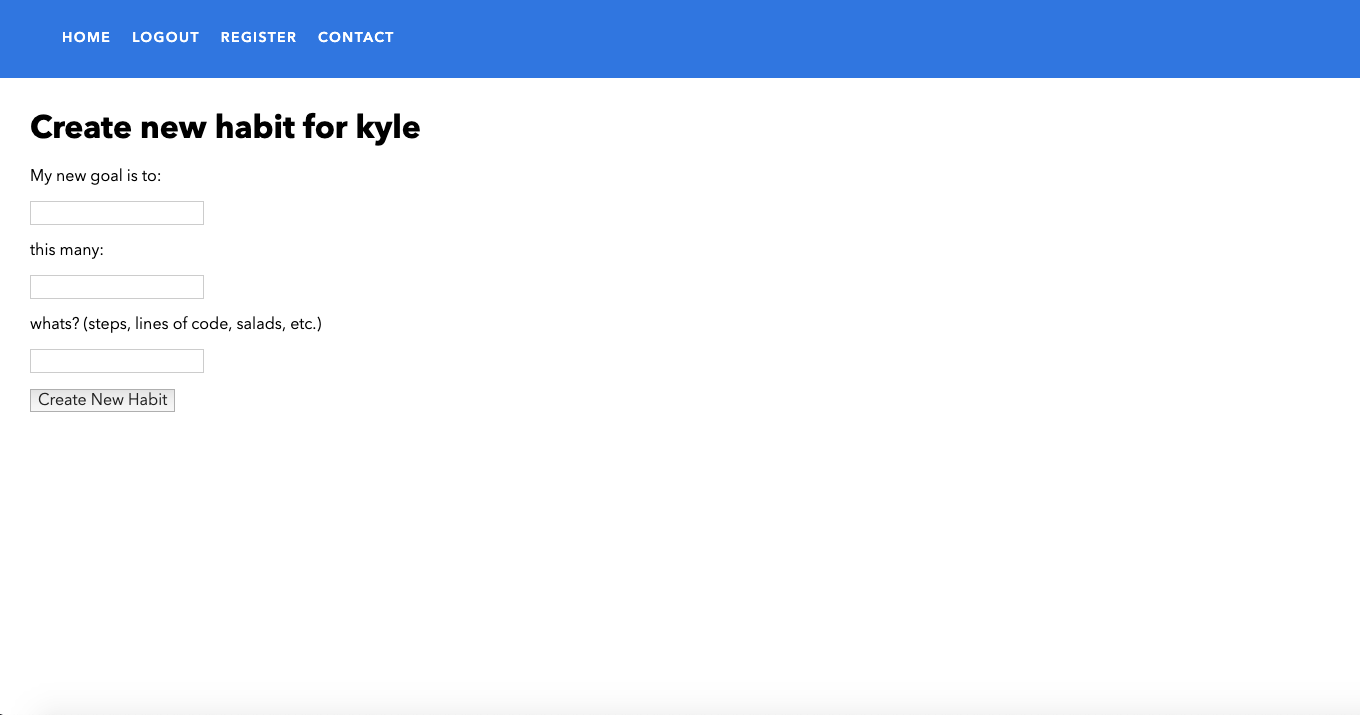 HOME LOGOUT REGISTER CONTACT
Create new habit for kyle
My new goal is to:
this many:
whats? (steps, lines of code, salads, etc.)
Create New Habit